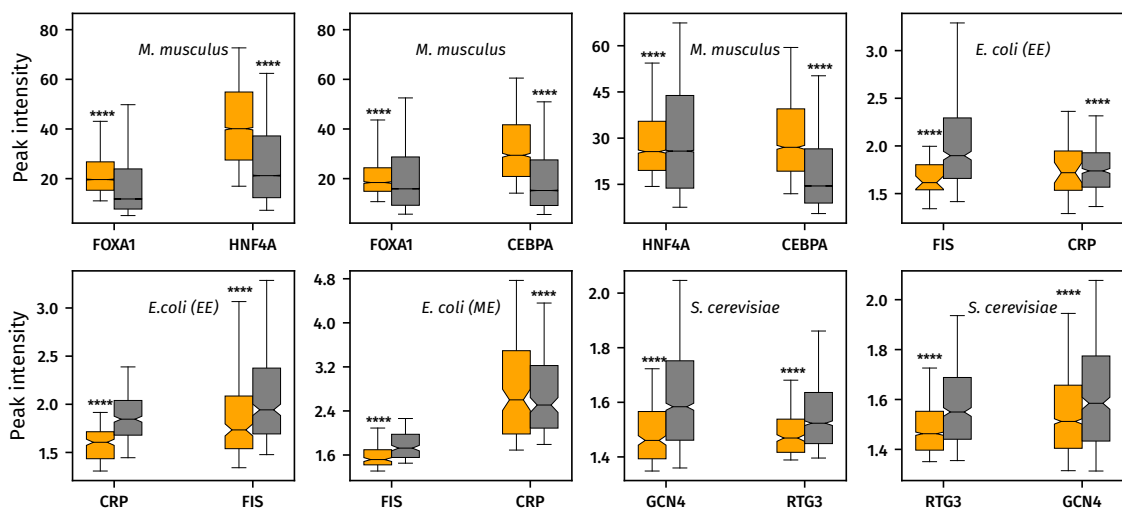 Peak intensity
80
60
40
20
M. musculus
****
****
FOXA1
HNF4A
80
60
40
20
M. musculus
****
****
FOXA1
CEBPA
60
45
30
15
M. musculus
****
****
HNF4A
CEBPA
3.0
2.5
2.0
1.5
E. coli (EE)
****
****
FIS
CRP
Peak intensity
3.0
2.5
2.0
1.5
E.coli (EE)
****
****
CRP
FIS
4.8
4.0
3.2
2.4
1.6
E. coli (ME)
****
****
FIS
CRP
2.0
1.8
1.6
1.4
S. cerevisiae
****
****
GCN4
RTG3
2.0
1.8
1.6
1.4
S. cerevisiae
****
****
RTG3
GCN4